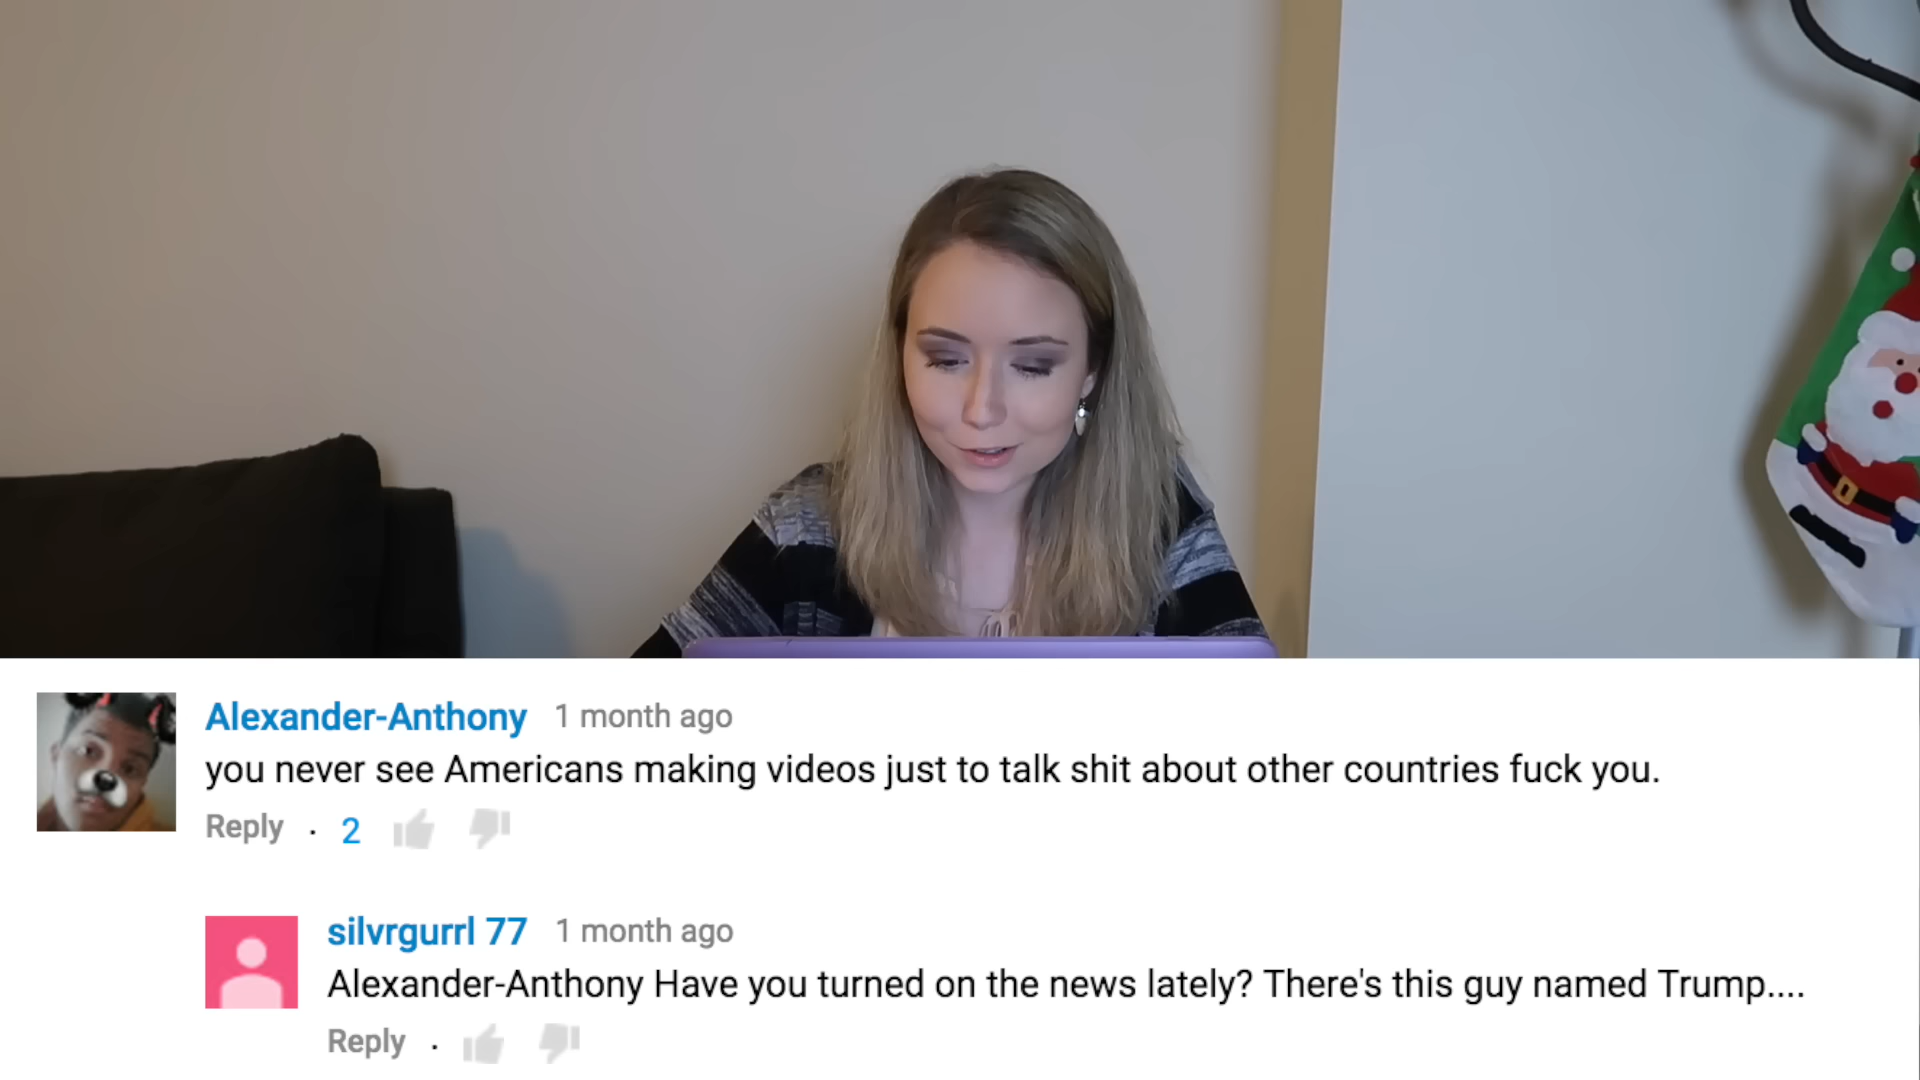 Alexander-Anthony 1 month ago
you never see Americans making videos just to talk shit about other countries fuck you.
Reply · 2
silvrgurrl 77 1 month ago
Alexander-Anthony Have you turned on the news lately? There's this guy named Trump....
Reply ·